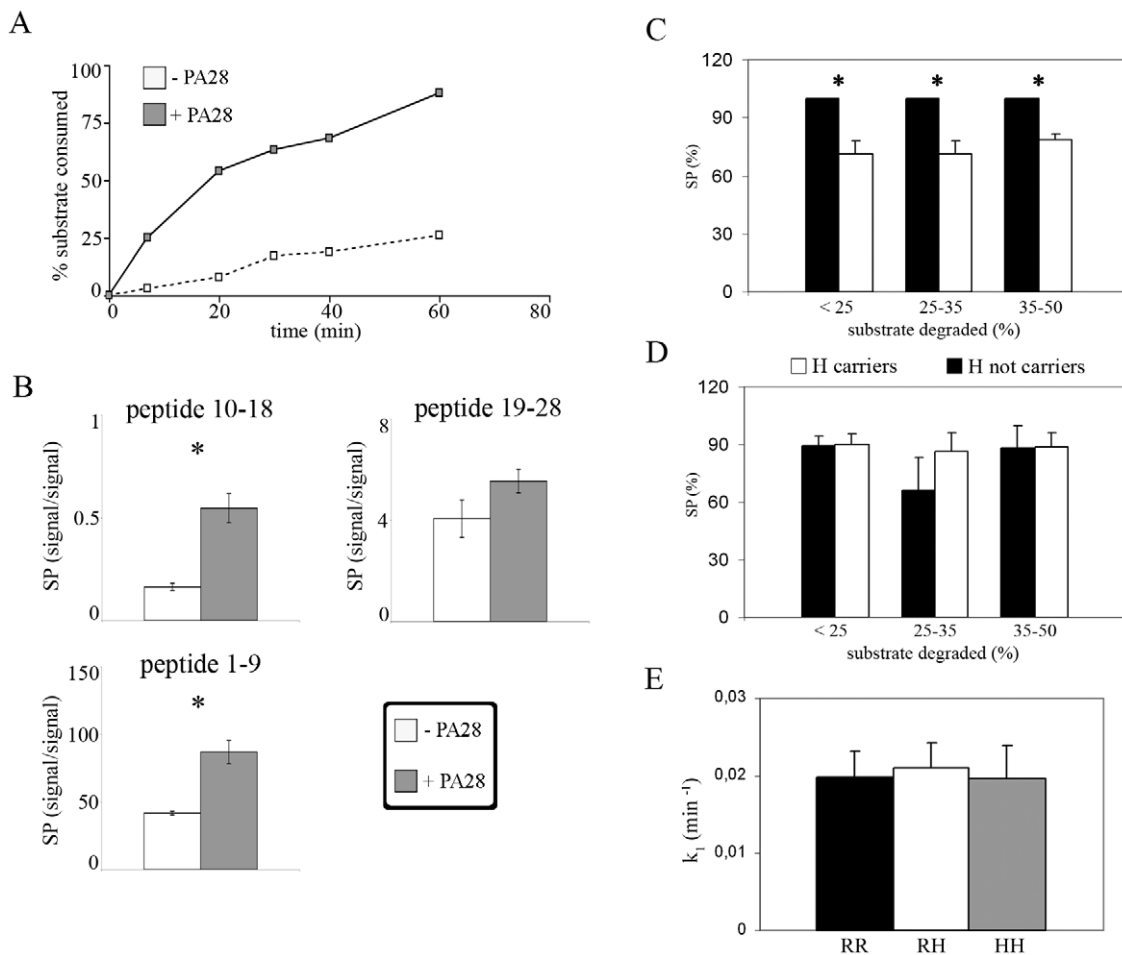 A
100
75
50
25
0
% substrate consumed
- PA28
+ PA28
0 20 40 60 80
time (min)
B
peptide 10-18
1
0.5
0
SP (signal/signal)
*
peptide 19-28
8
4
0
SP (signal/signal)
peptide 1-9
150
100
50
0
SP (signal/signal)
*
- PA28
+ PA28
C
120
90
60
30
0
SP (%)
* * *
< 25 25-35 35-50
substrate degraded (%)
D
H carriers H not carriers
120
90
60
30
0
SP (%)
< 25 25-35 35-50
substrate degraded (%)
E
0,03
0,02
0,01
0
k₁ (min ⁻¹)
RR RH HH